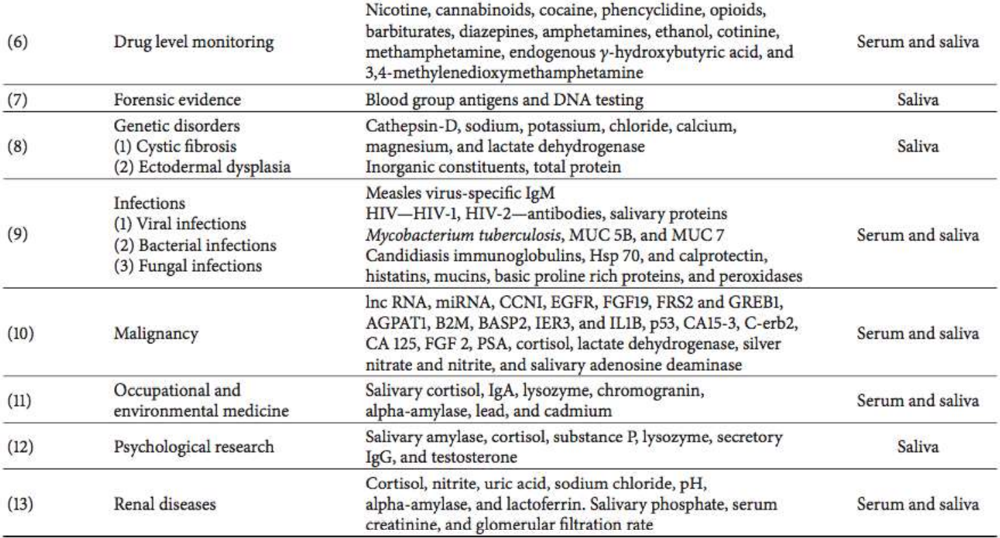 (6) Drug level monitoring Nicotine, cannabinoids, cocaine, phencyclidine, opioids,
barbiturates, diazepines, amphetamines, ethanol, cotinine,
methamphetamine, endogenous γ-hydroxybutyric acid, and
3,4-methylenedioxymethamphetamine Serum and saliva
(7) Forensic evidence Blood group antigens and DNA testing Saliva
(8) Genetic disorders
(1) Cystic fibrosis
(2) Ectodermal dysplasia
Cathepsin-D, sodium, potassium, chloride, calcium,
magnesium, and lactate dehydrogenase
Inorganic constituents, total protein
Saliva
(9) Infections
(1) Viral infections
(2) Bacterial infections
(3) Fungal infections
Measles virus-specific IgM
HIV—HIV-1, HIV-2—antibodies, salivary proteins
Mycobacterium tuberculosis, MUC 5B, and MUC 7
Candidiasis immunoglobulins, Hsp 70, and calprotectin,
histatins, mucins, basic proline rich proteins, and peroxidases
Serum and saliva
(10) Malignancy
lnc RNA, miRNA, CCNI, EGFR, FGF19, FRS2 and GREB1,
AGPAT1, B2M, BASP2, IER3, and IL1B, p53, CA15-3, C-erb2,
CA 125, FGF 2, PSA, cortisol, lactate dehydrogenase, silver
nitrate and nitrite, and salivary adenosine deaminase
Serum and saliva
(11) Occupational and
environmental medicine
Salivary cortisol, IgA, lysozyme, chromogranin,
alpha-amylase, lead, and cadmium
Serum and saliva
(12) Psychological research
Salivary amylase, cortisol, substance P, lysozyme, secretory
IgG, and testosterone
Saliva
(13) Renal diseases
Cortisol, nitrite, uric acid, sodium chloride, pH,
alpha-amylase, and lactoferrin. Salivary phosphate, serum
creatinine, and glomerular filtration rate
Serum and saliva